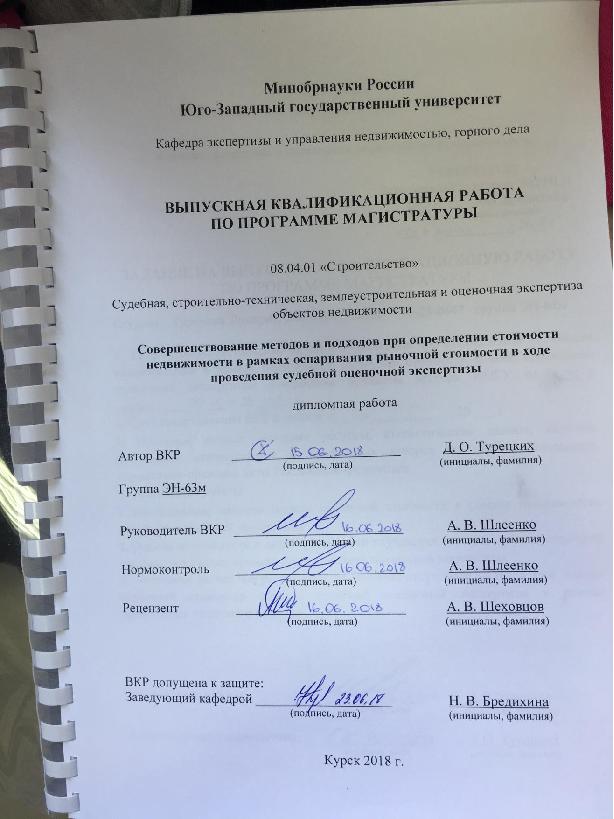 Минобрнауки России
Юго-Западный государственный университет
Кафедра экспертизы и управления недвижимостью, горного дела
ВЫПУСКНАЯ КВАЛИФИКАЦИОННАЯ РАБОТА
ПО ПРОГРАММЕ МАГИСТРАТУРЫ
08.04.01 «Строительство»
Судебная, строительно-техническая, землеустроительная и оценочная экспертиза
объектов недвижимости
Совершенствование методов и подходов при определении стоимости
недвижимости в рамках оспаривания рыночной стоимости в ходе
проведения судебной оценочной экспертизы
дипломная работа
Автор ВКР 15.06.2018 Д. О. Турецких
(подпись, дата) (инициалы, фамилия)
Группа ЭН-63м
Руководитель ВКР 16.06.2018 А. В. Шлеенко
(подпись, дата) (инициалы, фамилия)
Нормоконтроль 16.06.2018 А. В. Шлеенко
(подпись, дата) (инициалы, фамилия)
Рецензент 16.06.2018 А. В. Шеховцов
(подпись, дата) (инициалы, фамилия)
ВКР допущена к защите:
Заведующий кафедрой 23.06.18 Н. В. Бредихина
(подпись, дата) (инициалы, фамилия)
Курск 2018 г.